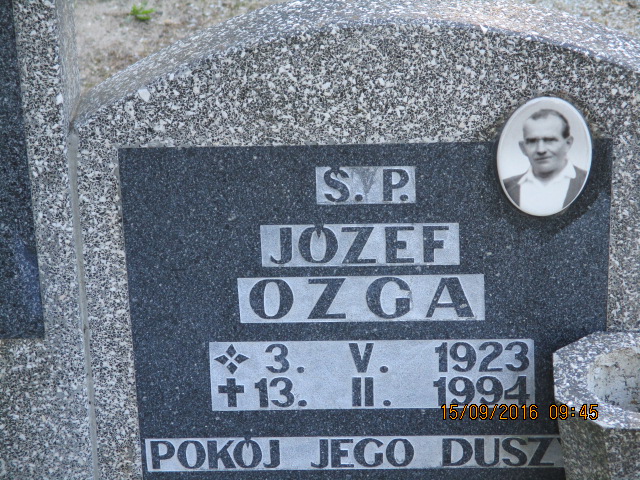 Ś. P.
JÓZEF
OZGA
3. V. 1923
✝ 13. II. 1994
15/09/2016 09:45
POKÓJ JEGO DUSZ